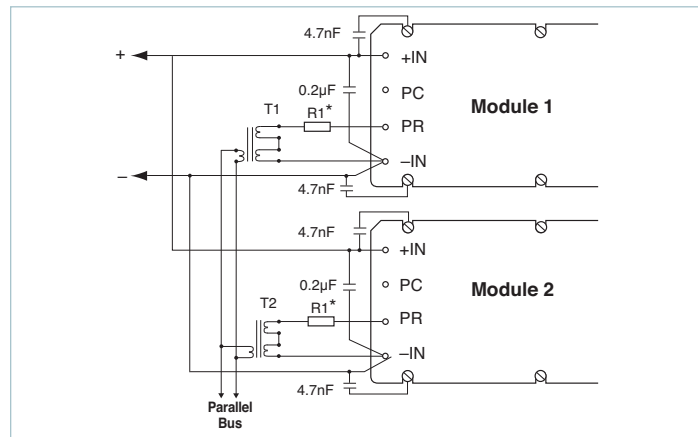 4.7nF
+
+IN
0.2µF
PC
Module 1
T1
R1*
PR
–IN
–
4.7nF
4.7nF
+IN
0.2µF
PC
Module 2
T2
R1*
PR
–IN
4.7nF
Parallel
Bus